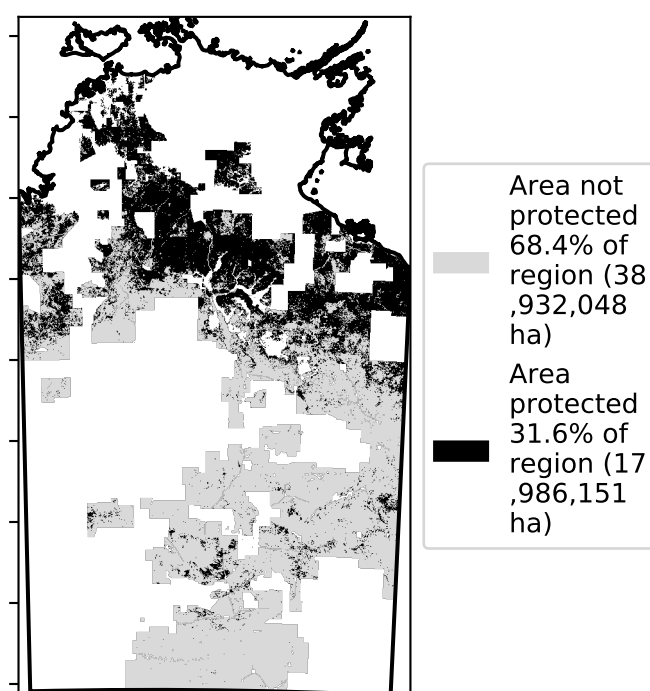 Area not
protected
68.4% of
region (38
,932,048
ha)
Area
protected
31.6% of
region (17
,986,151
ha)